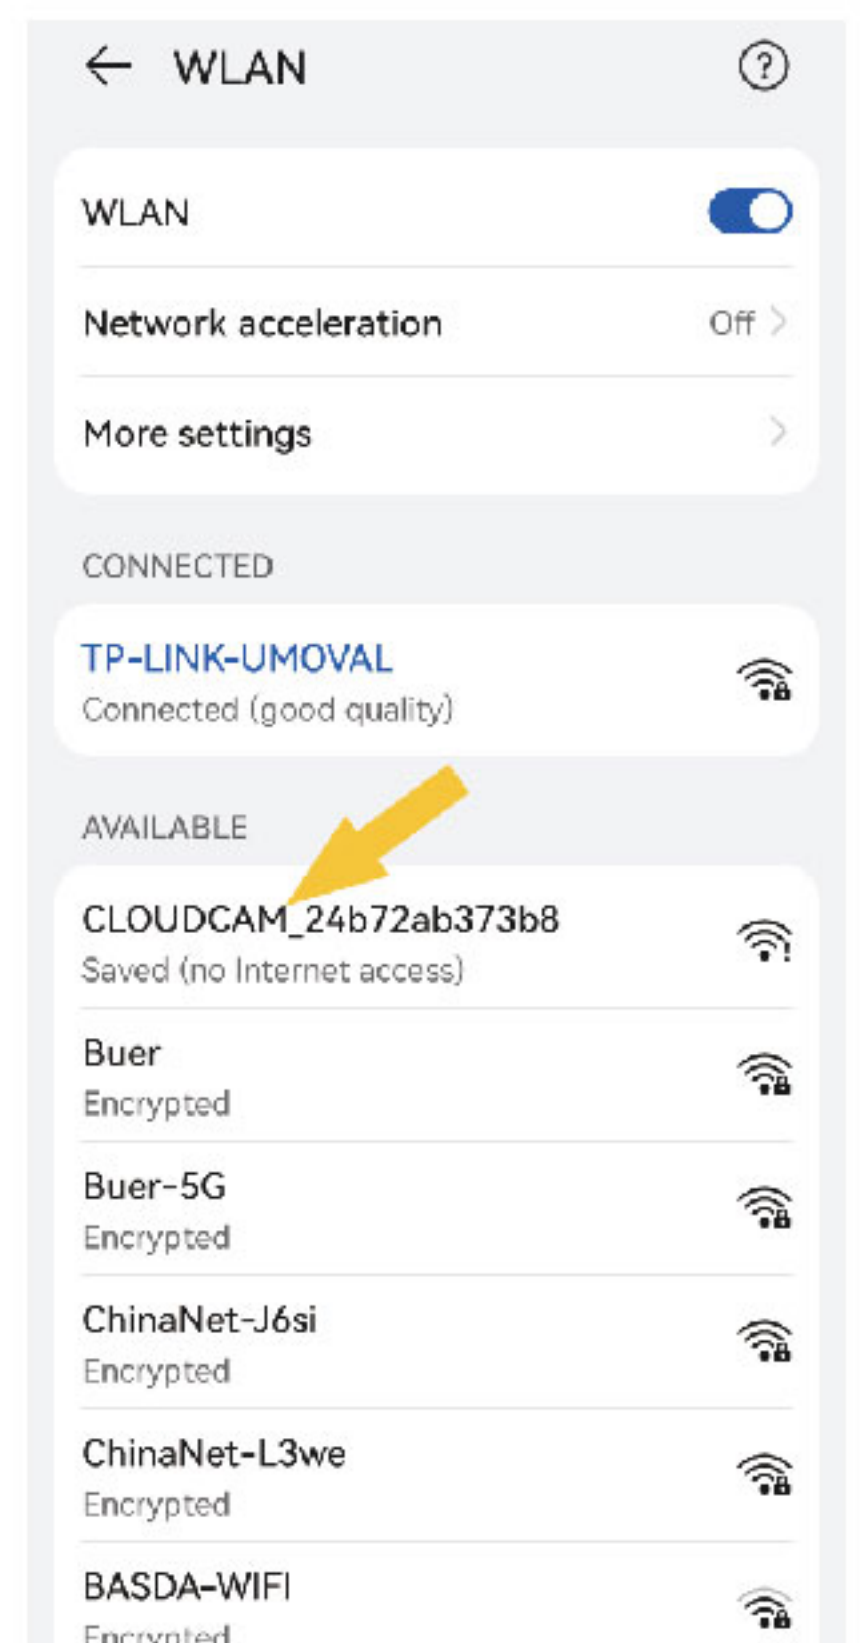 WLAN
WLAN
Network acceleration
Off
More settings
CONNECTED
TP-LINK-UMOVAL
Connected (good quality)
AVAILABLE
CLOUDCAM_24b72ab373b8
Saved (no Internet access)
Buer
Encrypted
Buer-5G
Encrypted
ChinaNet-J6si
Encrypted
ChinaNet-L3we
Encrypted
BASDA-WIFI
Encrypted